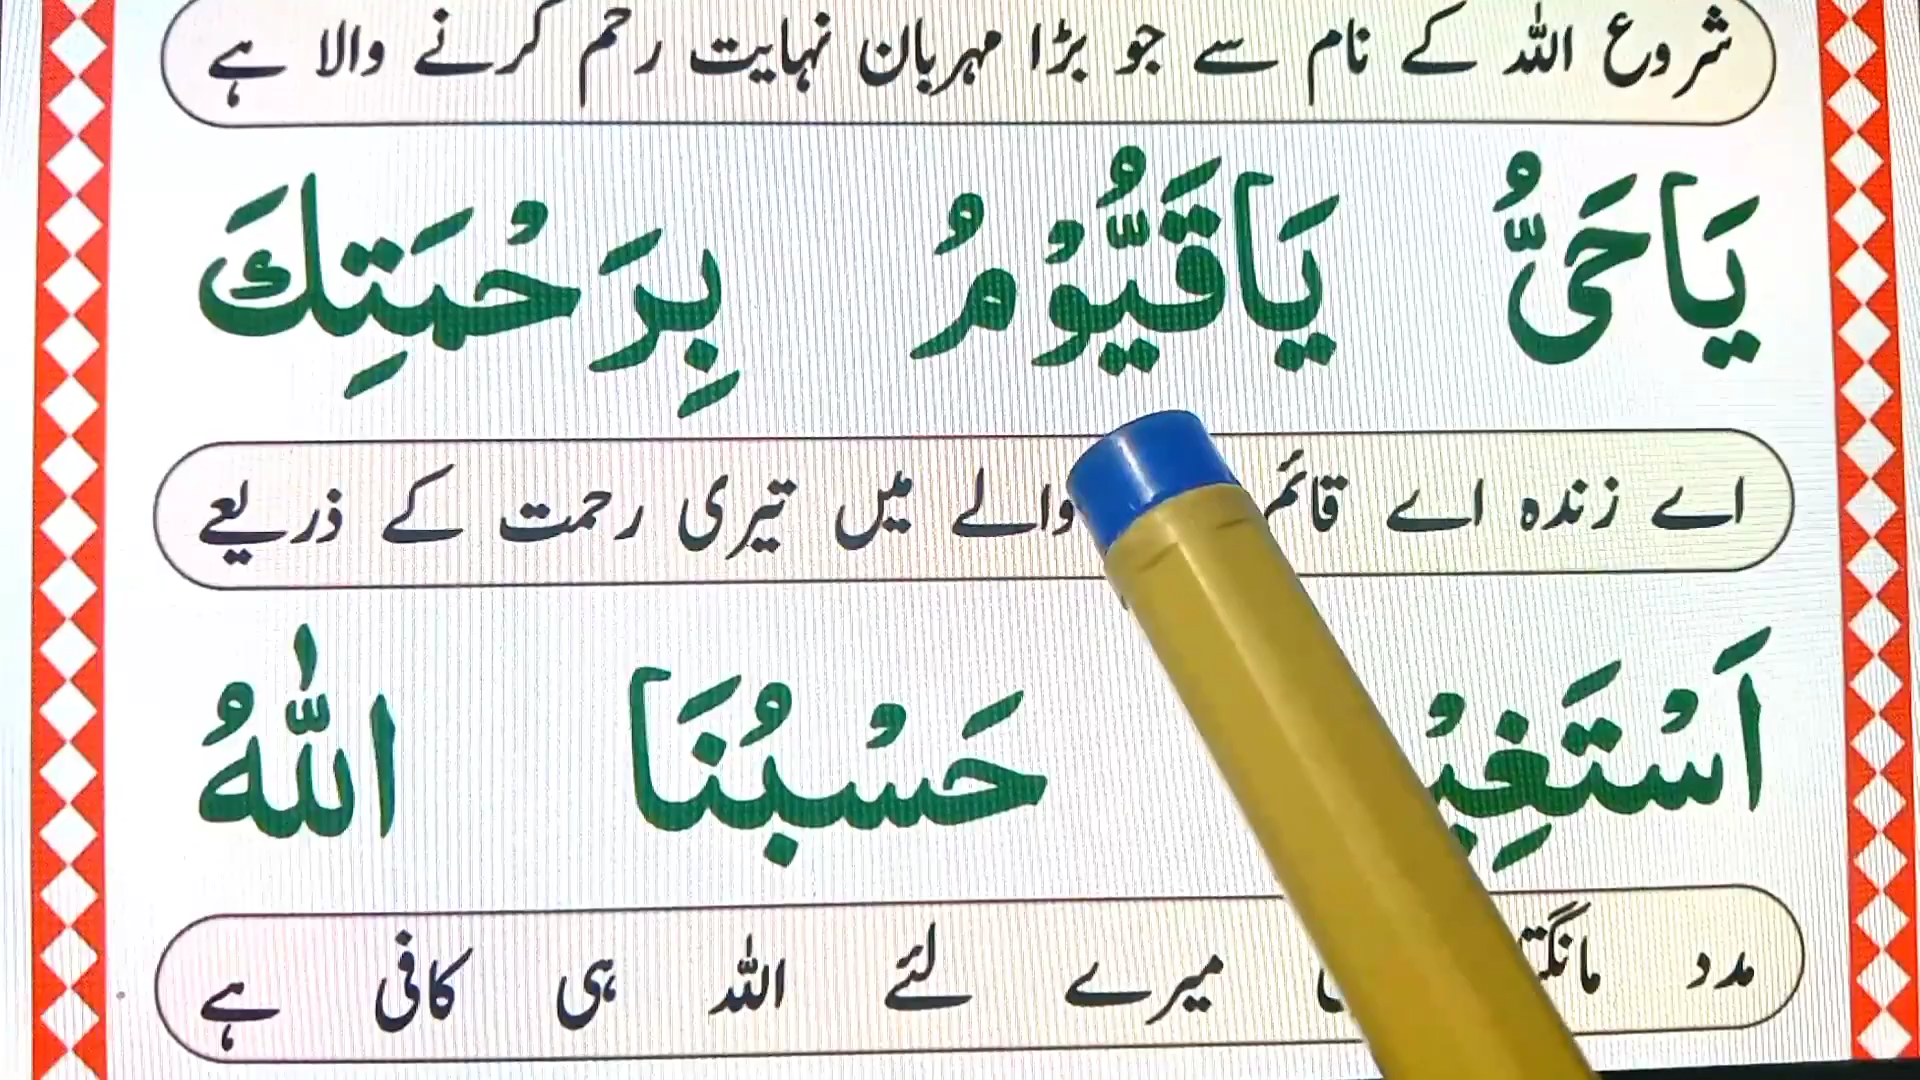 شروع اللہ کے نام سے جو بڑا مہربان نہایت رحم کرنے والا ہے
يَاحَیُّ يَاقَيُّوْمُ بِرَحْمَتِكَ
اے زندہ اے قائم والے میں تیری رحمت کے ذریعے
حَسْبُنَا اللّٰهُ
مدد میرے لئے اللہ ہی کافی ہے